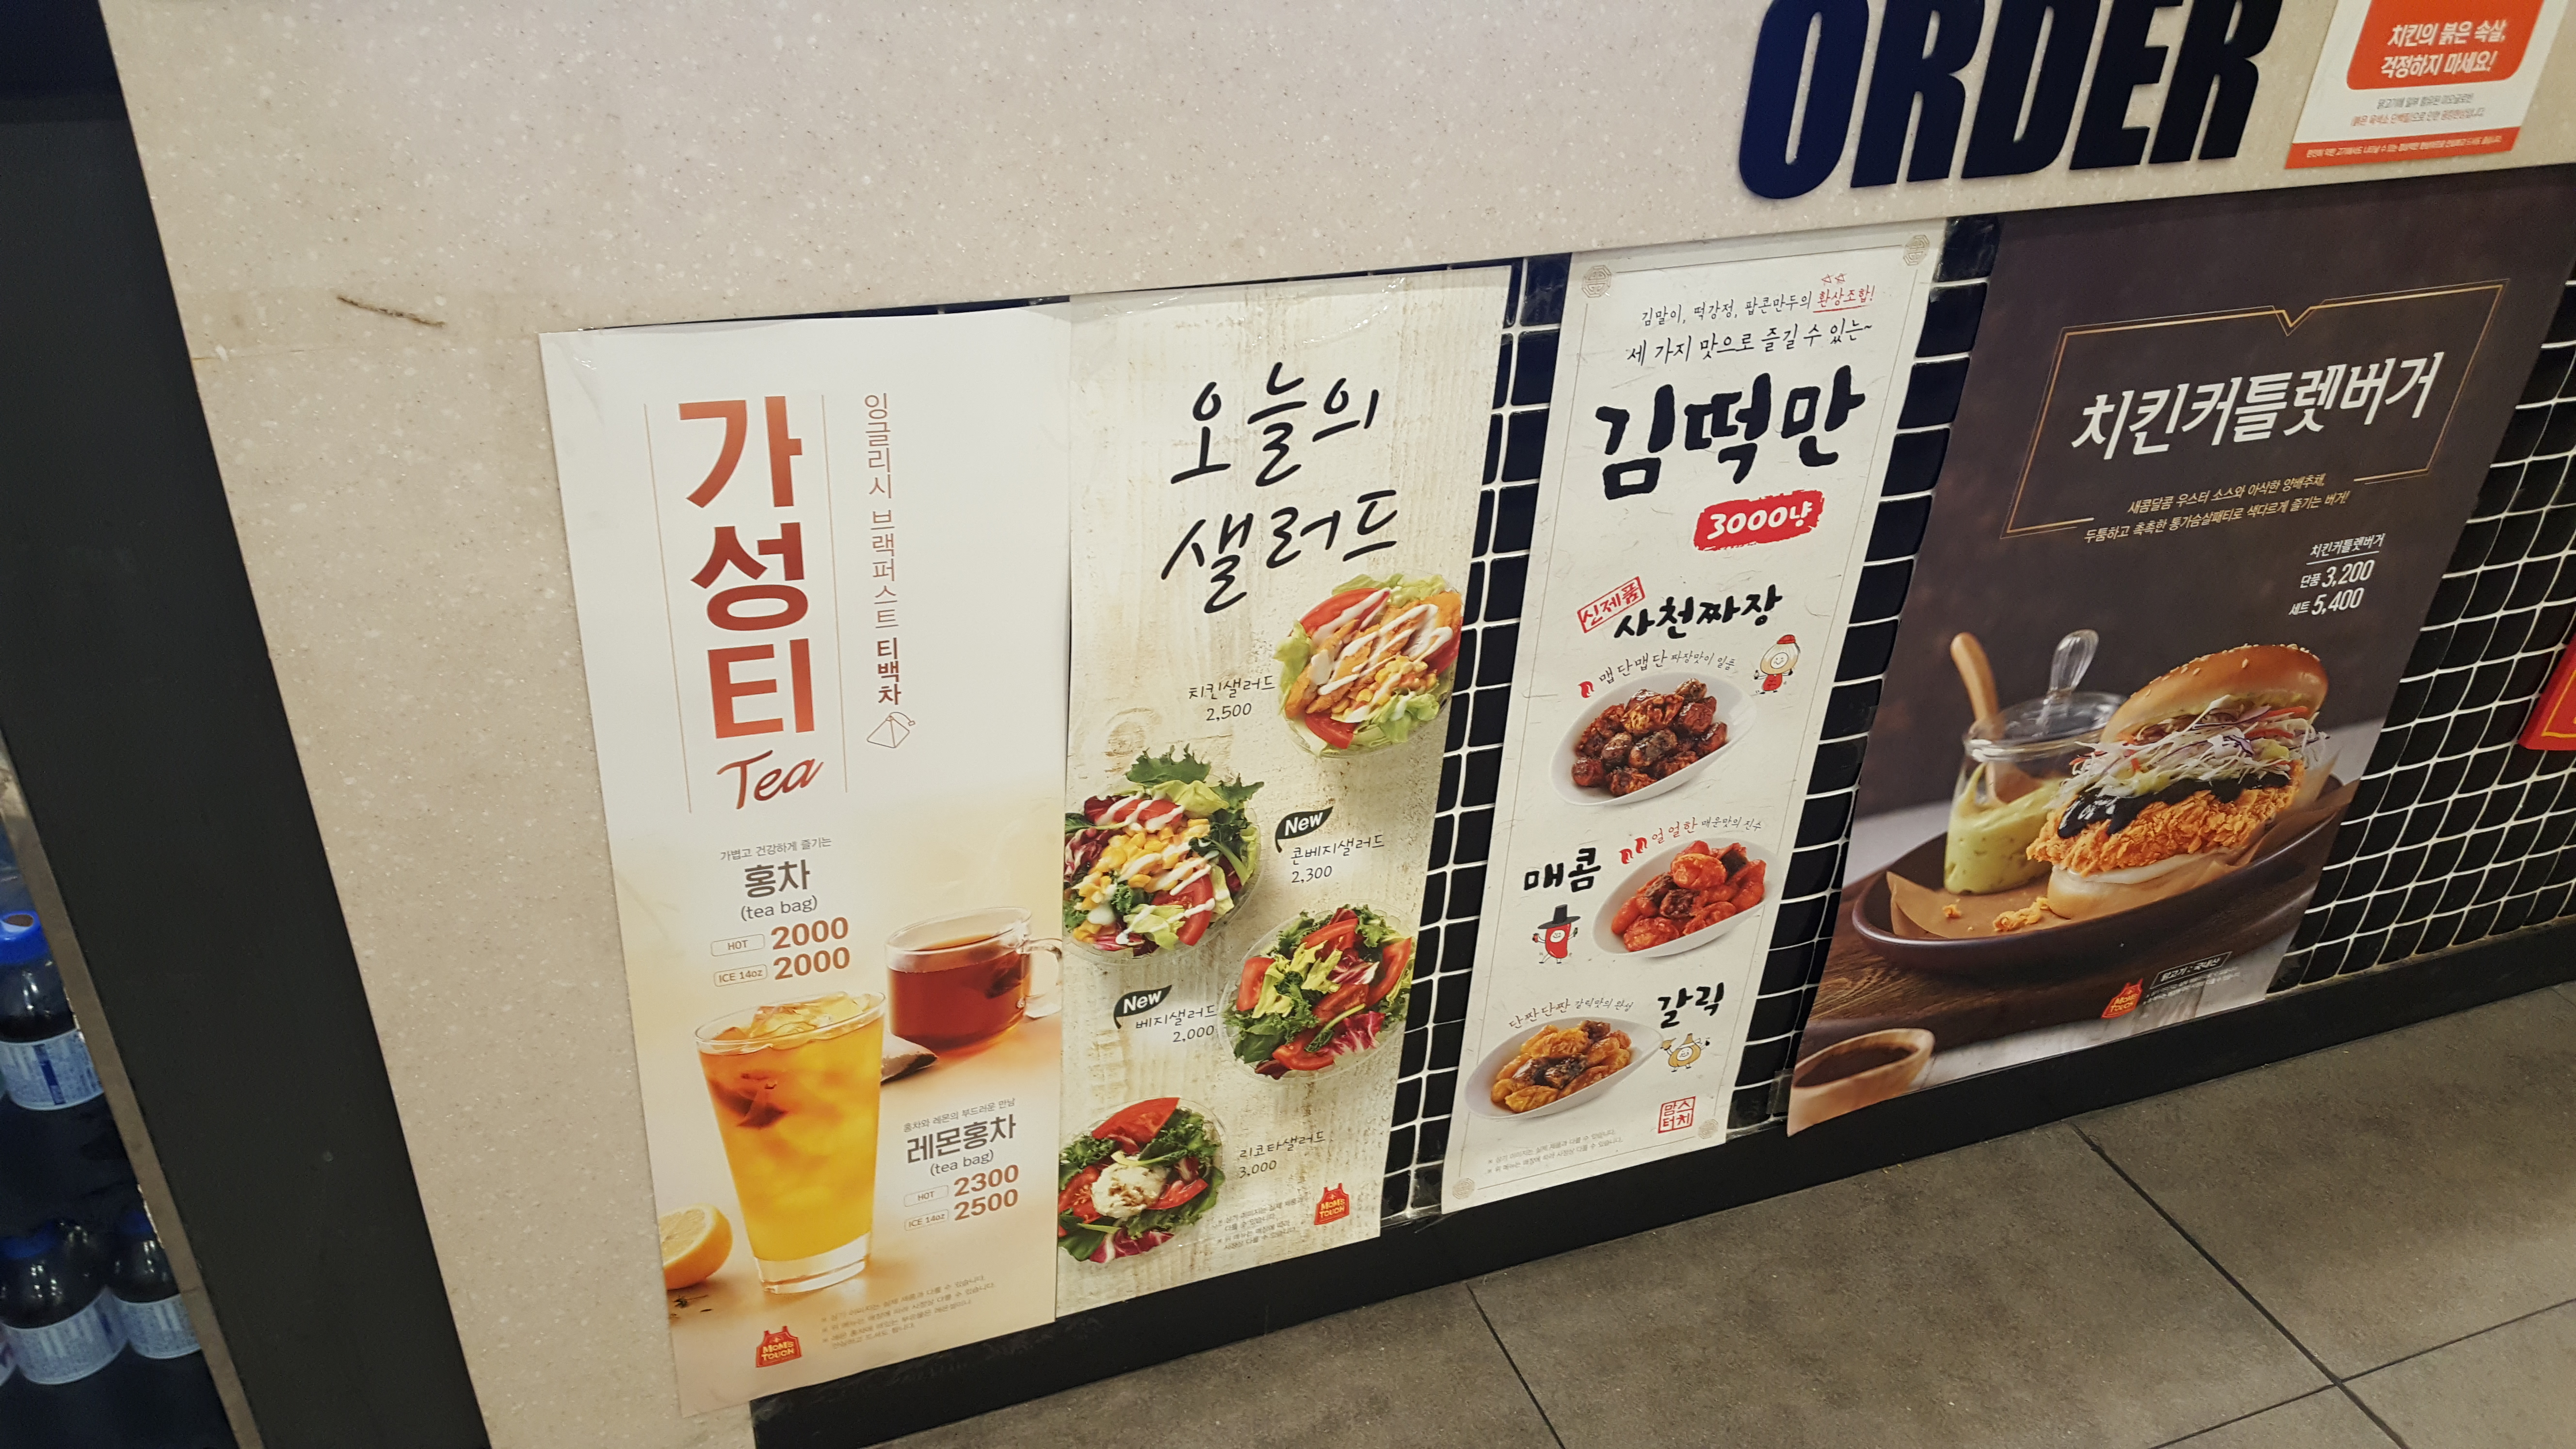 ORDER
치킨의 붉은 속살,
걱정하지 마세요!
가성티
Tea
잉글리시 브랙퍼스트 티백차
가볍고 건강하게 즐기는
홍차
(tea bag)
HOT 2000
ICE 14oz 2000
홍차와 레몬의 부드러운 만남
레몬홍차
(tea bag)
HOT 2300
ICE 14oz 2500
MOM'S
TOUCH
오늘의
샐러드
치킨샐러드
2,500
New
콘베지샐러드
2,300
New
베지샐러드
2,000
리코타샐러드
3,000
MOM'S
TOUCH
김말이, 떡강정, 팝콘만두의 환상조합!
세 가지 맛으로 즐길 수 있는~
김떡만
3000냥
신제품
사천짜장
맵단맵단 짜장맛이 일품
얼얼한 매운맛의 진수
매콤
단짠단짠 갈릭맛의 완성
갈릭
맘스
터치
치킨커틀렛버거
새콤달콤 우스터 소스와 아삭한 양배추채,
두툼하고 촉촉한 통가슴살패티로 색다르게 즐기는 버거!
치킨커틀렛버거
단품 3,200
세트 5,400
닭고기 : 국내산
MOM'S
TOUCH